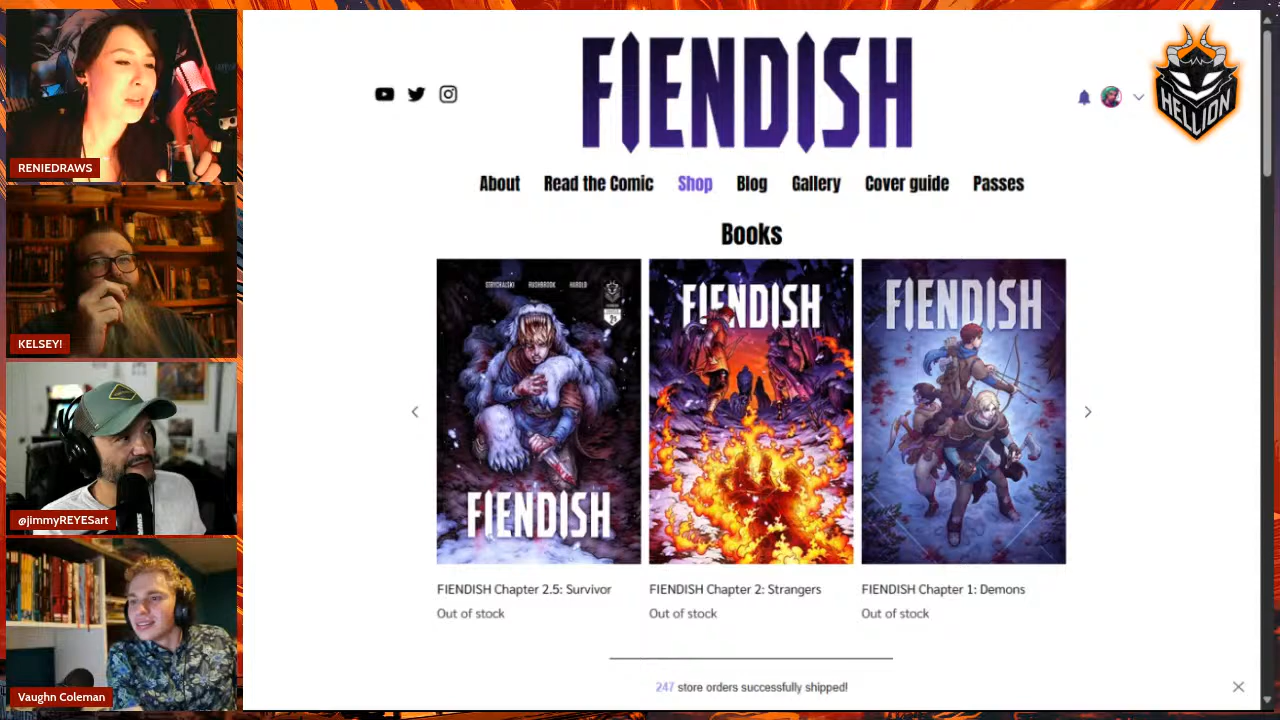 RENIEDRAWS
KELSEY!
@jimmyREYESart
Vaughn Coleman
FIENDISH
HELLION
About Read the Comic Shop Blog Gallery Cover guide Passes
Books
RUSHBROOK HAROLD
FIENDISH
FIENDISH
FIENDISH
FIENDISH Chapter 2.5: Survivor
Out of stock
FIENDISH Chapter 2: Strangers
Out of stock
FIENDISH Chapter 1: Demons
Out of stock
247 store orders successfully shipped!